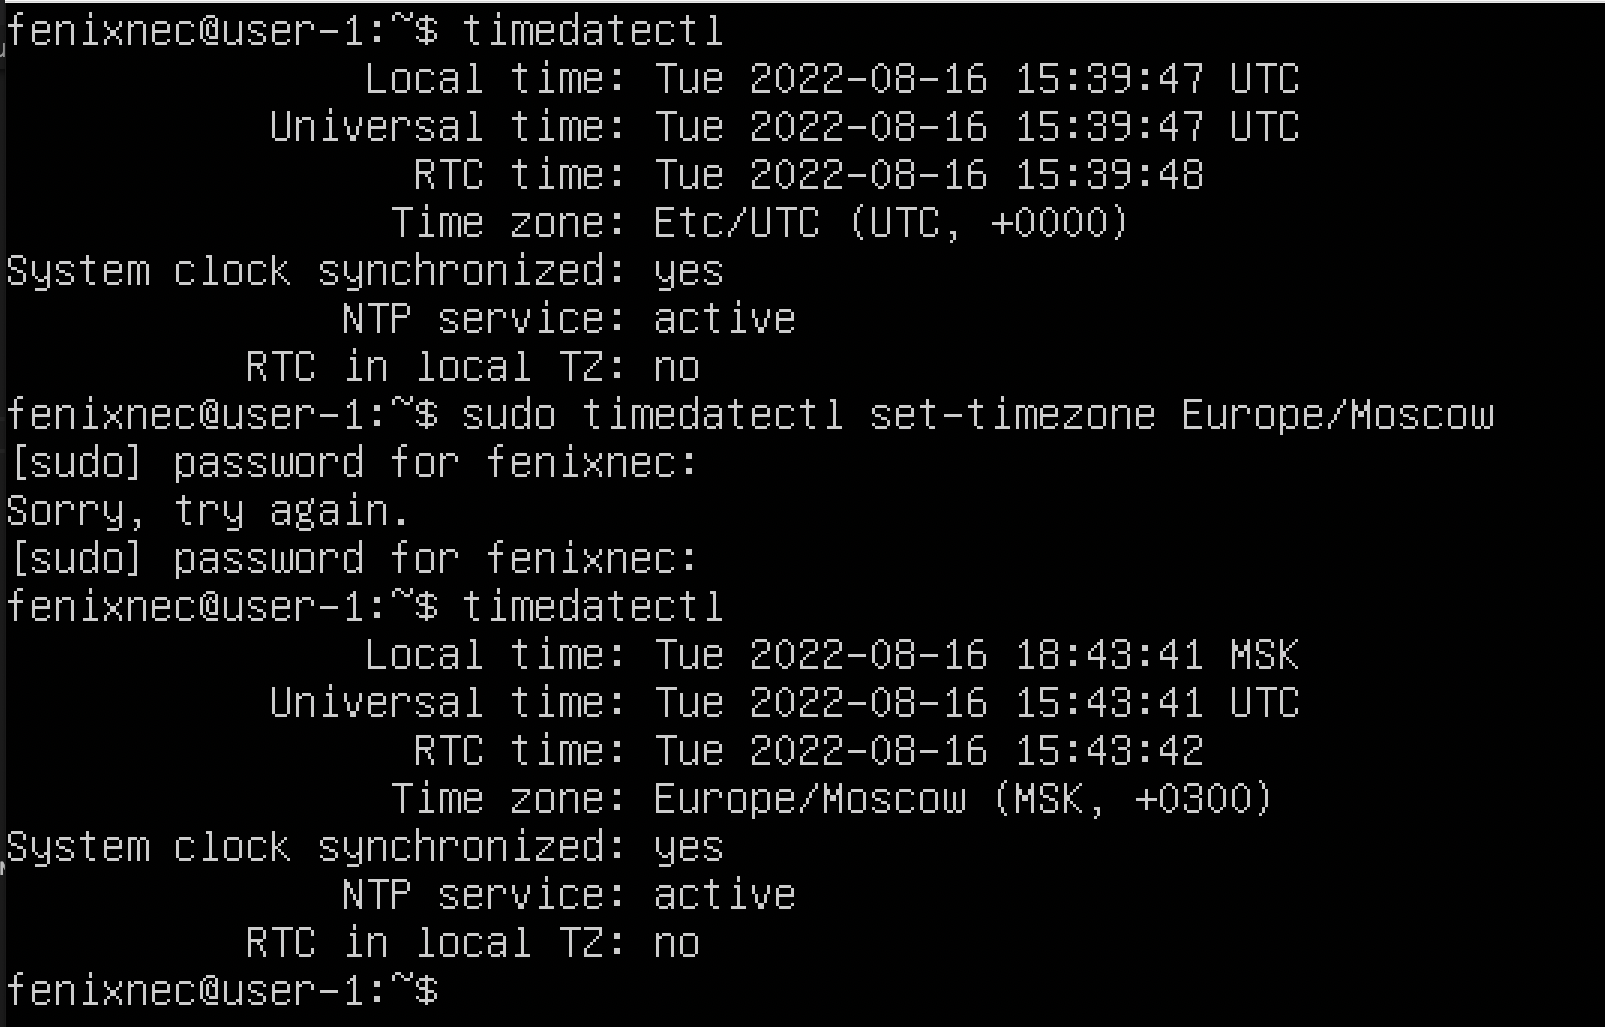 fenixnec@user-1:~$ timedatectl
Local time: Tue 2022-08-16 15:39:47 UTC
Universal time: Tue 2022-08-16 15:39:47 UTC
RTC time: Tue 2022-08-16 15:39:48
Time zone: Etc/UTC (UTC, +0000)
System clock synchronized: yes
NTP service: active
RTC in local TZ: no
fenixnec@user-1:~$ sudo timedatectl set-timezone Europe/Moscow
[sudo] password for fenixnec:
Sorry, try again.
[sudo] password for fenixnec:
fenixnec@user-1:~$ timedatectl
Local time: Tue 2022-08-16 18:43:41 MSK
Universal time: Tue 2022-08-16 15:43:41 UTC
RTC time: Tue 2022-08-16 15:43:42
Time zone: Europe/Moscow (MSK, +0300)
System clock synchronized: yes
NTP service: active
RTC in local TZ: no
fenixnec@user-1:~$